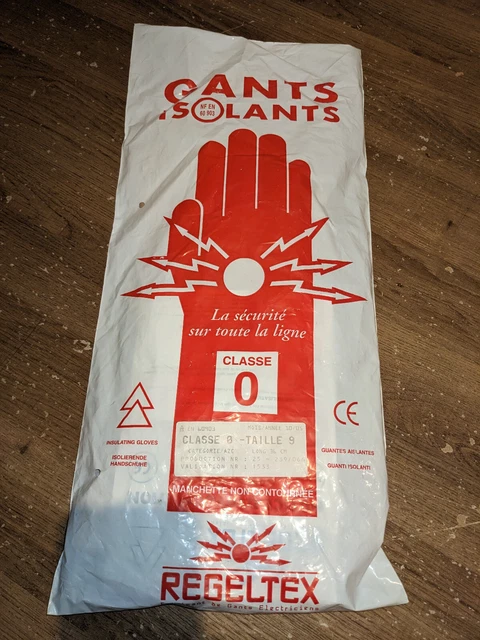 GANTS
ISOLANTS
NF EN
60 903
La sécurité
sur toute la ligne
CLASSE
0
CLASSE 0 -TAILLE 9
INSULATING GLOVES
ISOLIERENDE
HANDSCHUHE
CE
GUANTES AISLANTES
GUANTI ISOLANTI
MANCHETTE NON CONTOURNÉE
REGELTEX